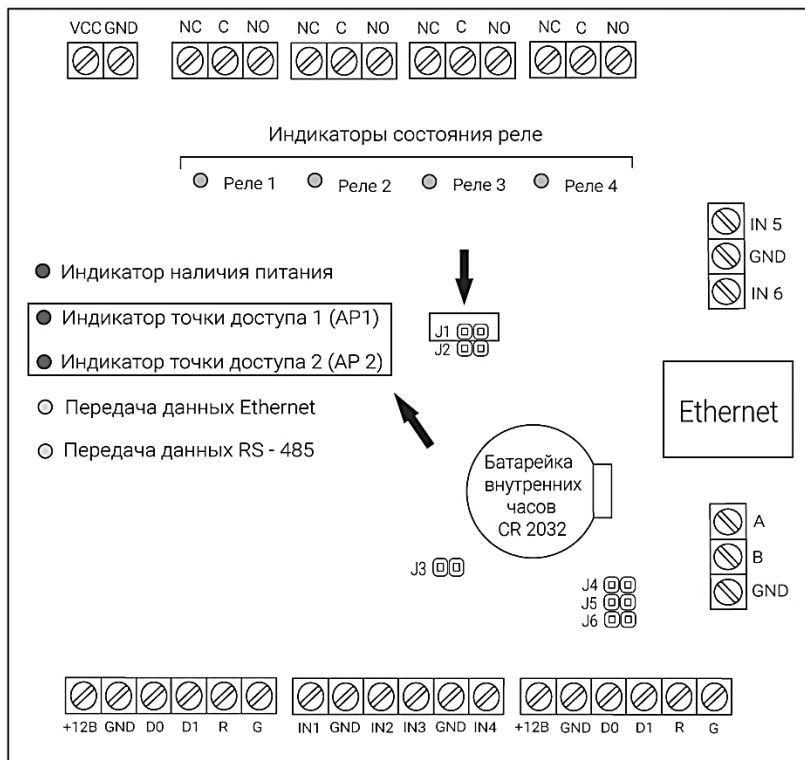 VCC GND NC C NO NC C NO NC C NO NC C NO
Индикаторы состояния реле
Реле 1 Реле 2 Реле 3 Реле 4
IN 5
GND
IN 6
Индикатор наличия питания
Индикатор точки доступа 1 (AP1)
Индикатор точки доступа 2 (AP 2)
Передача данных Ethernet
Передача данных RS - 485
J1
J2
Ethernet
Батарейка
внутренних
часов
CR 2032
A
B
GND
J3
J4
J5
J6
+12В GND D0 D1 R G IN1 GND IN2 IN3 GND IN4 +12В GND D0 D1 R G